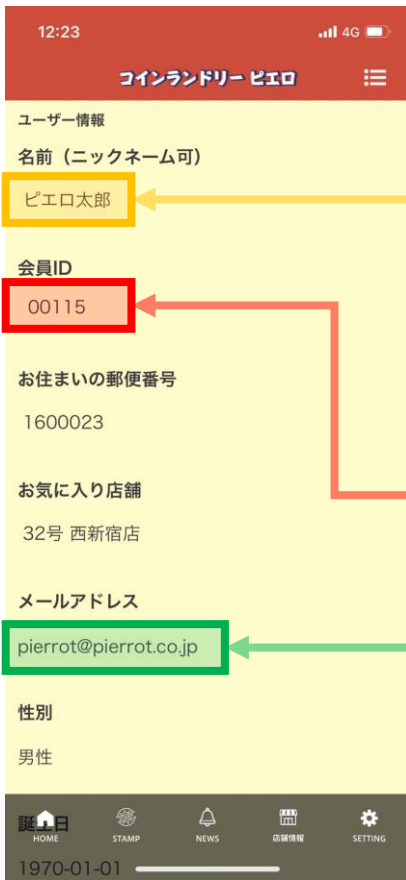 12:23
4G
コインランドリー ピエロ
ユーザー情報
名前（ニックネーム可）
ピエロ太郎
会員ID
00115
お住まいの郵便番号
1600023
お気に入り店舗
32号 西新宿店
メールアドレス
pierrot@pierrot.co.jp
性別
男性
誕生日
HOME
STAMP
NEWS
店舗情報
SETTING
1970-01-01